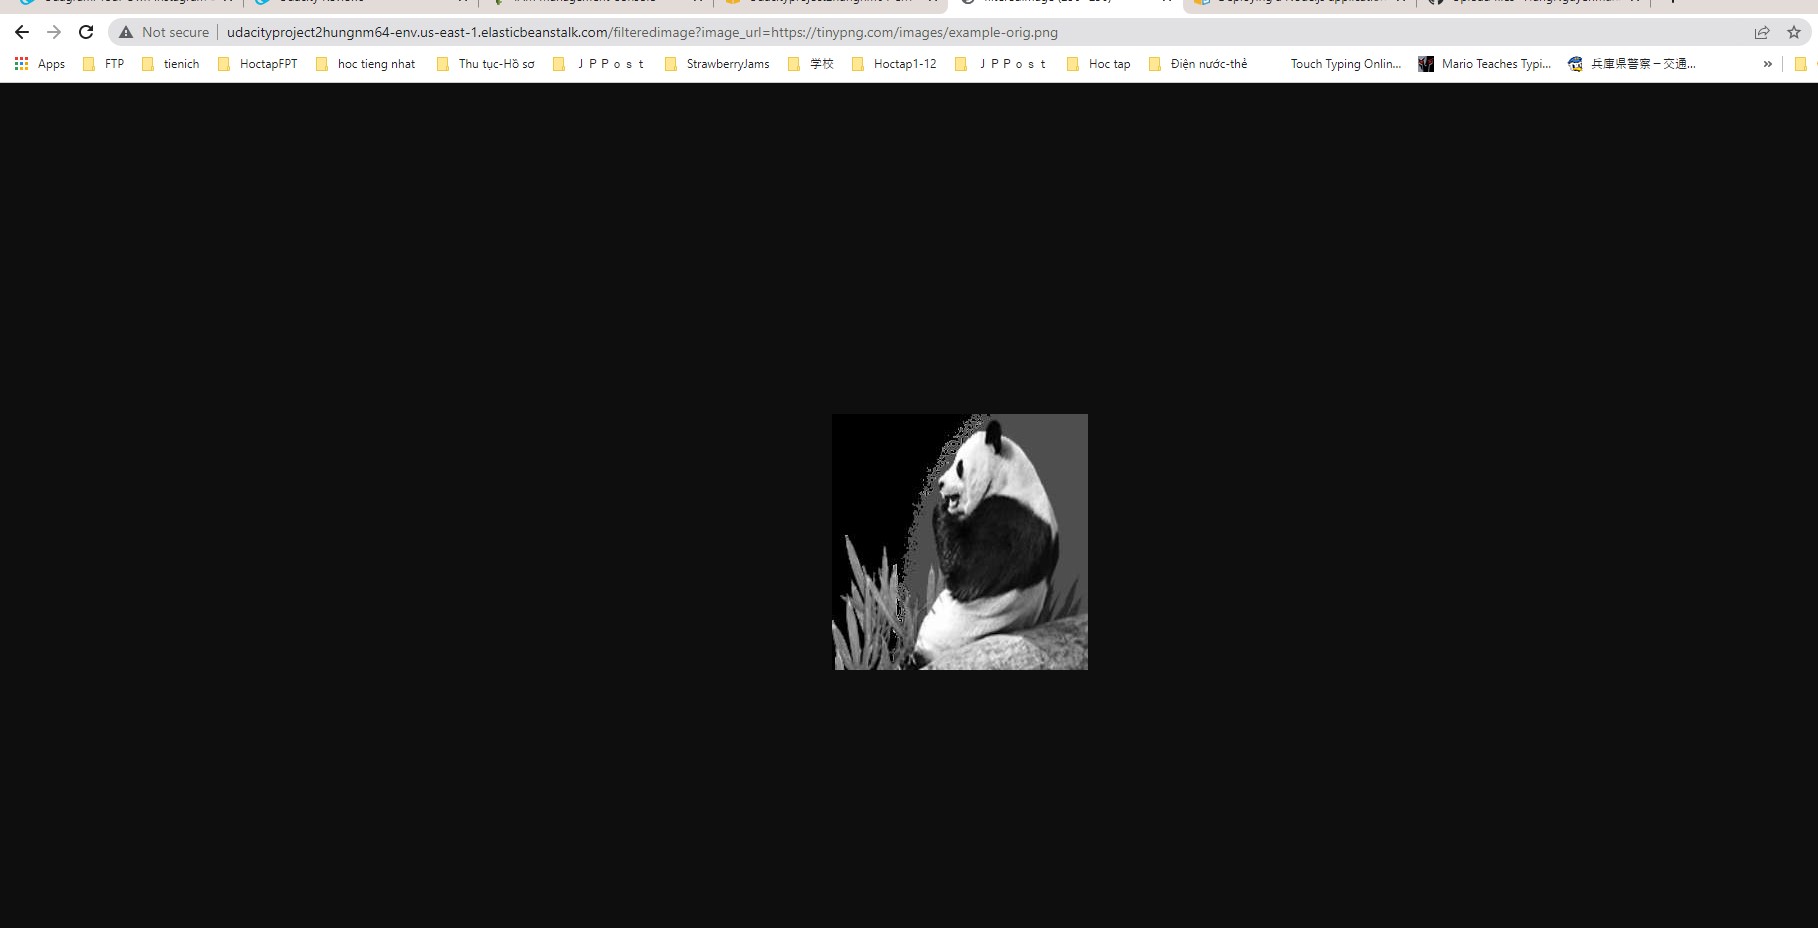 Not secure udacityproject2hungnm64-env.us-east-1.elasticbeanstalk.com/filteredimage?image_url=https://tinypng.com/images/example-orig.png
Apps FTP tienich HoctapFPT hoc tieng nhat Thu tục-Hồ sơ ＪＰＰｏｓｔ StrawberryJams 学校 Hoctap1-12 ＪＰＰｏｓｔ Hoc tap Điện nước-thẻ Touch Typing Onlin... Mario Teaches Typi... 兵庫県警察－交通... »